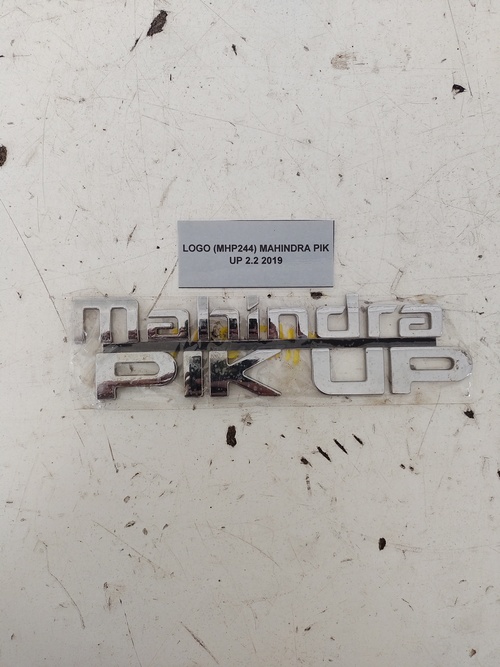 LOGO (MHP244) MAHINDRA PIK
UP 2.2 2019
Mahindra
PIK UP